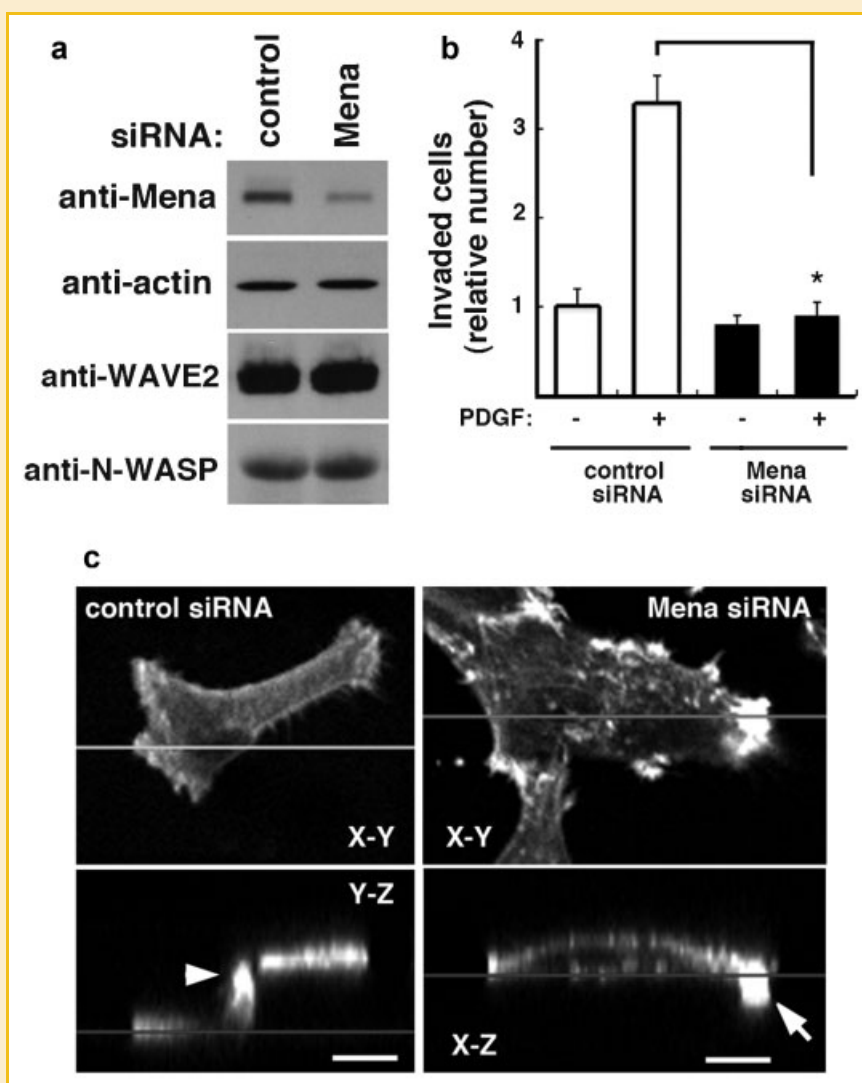 a
siRNA:
control
Mena
anti-Mena
anti-actin
anti-WAVE2
anti-N-WASP
b
Invaded cells
(relative number)
4
3
2
1
*
PDGF: - + - +
control
siRNA
Mena
siRNA
c
control siRNA
X-Y
Mena siRNA
X-Y
Y-Z
X-Z